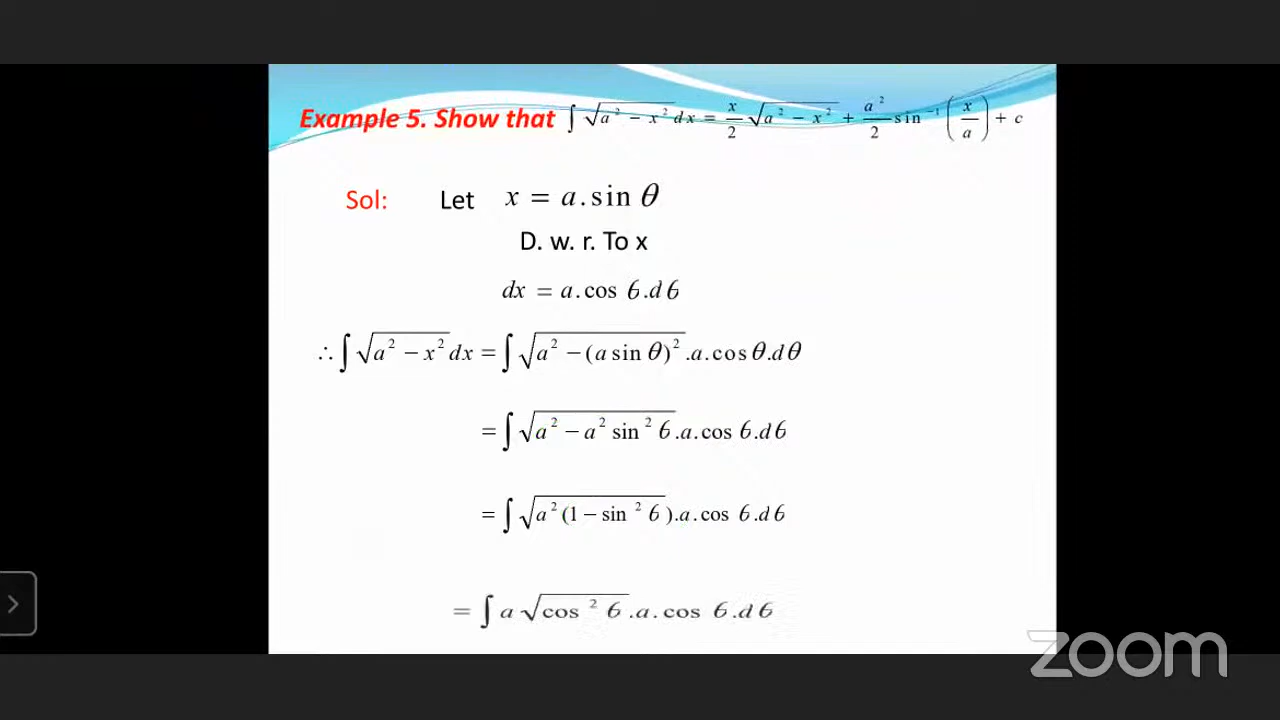 Example 5. Show that ∫ √(a² − x²) dx = x/2 √(a² − x²) + a²/2 sin⁻¹(x/a) + c
Sol: Let x = a.sin θ
D. w. r. To x
dx = a.cos 6.d6
∴ ∫ √(a² − x²) dx = ∫ √(a² − (a sin θ)²) .a.cosθ.dθ
= ∫ √(a² − a² sin² 6) .a.cos 6.d6
= ∫ √(a² (1 − sin² 6 ).a.cos 6.d6
= ∫ a √(cos² 6) .a.cos 6.d6
zoom